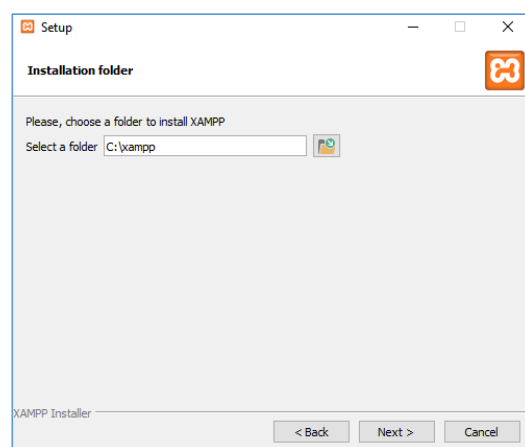 Setup
Installation folder
Please, choose a folder to install XAMPP
Select a folder C:\xampp
XAMPP Installer
< Back Next > Cancel